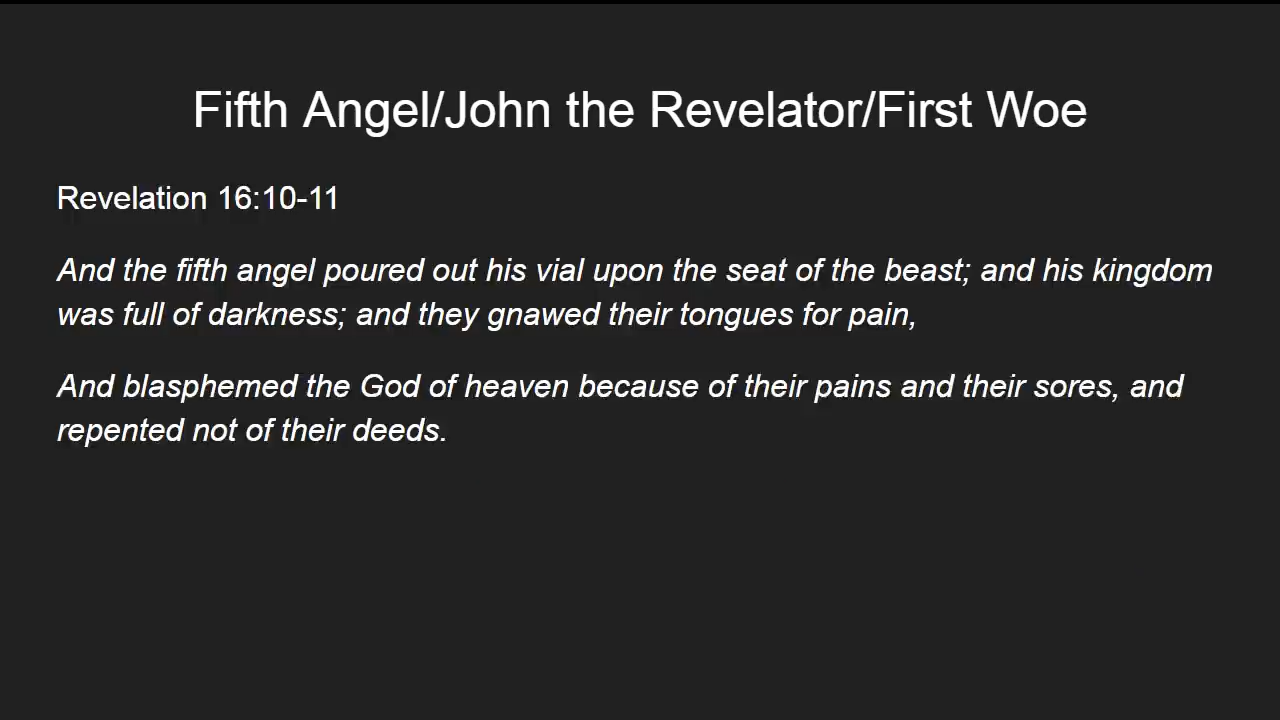 Fifth Angel/John the Revelator/First Woe
Revelation 16:10-11
And the fifth angel poured out his vial upon the seat of the beast; and his kingdom
was full of darkness; and they gnawed their tongues for pain,
And blasphemed the God of heaven because of their pains and their sores, and
repented not of their deeds.